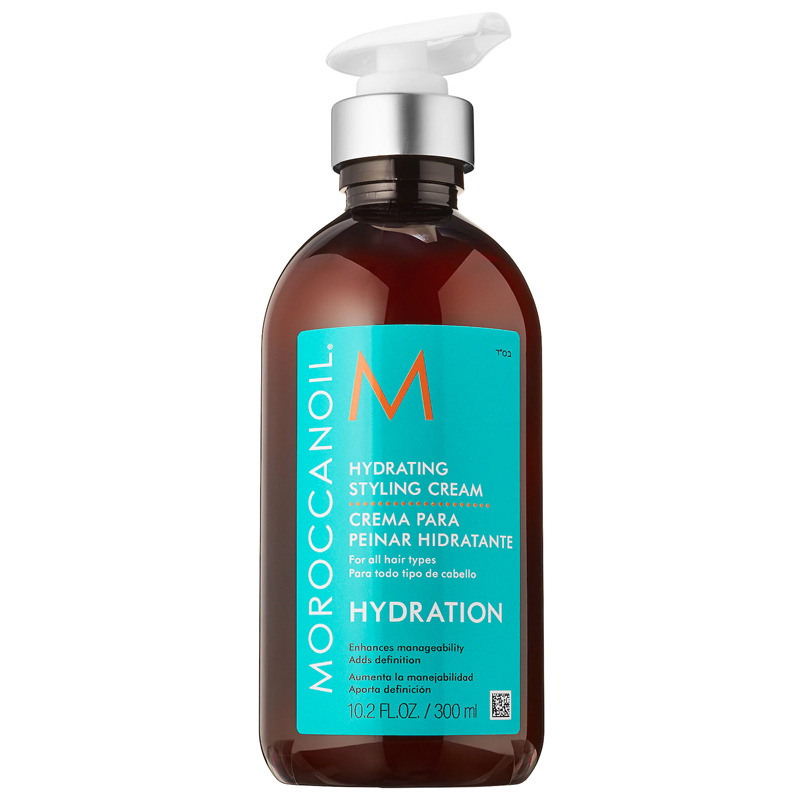 MOROCCANOIL®
M
בס"ד
HYDRATING
STYLING CREAM
CREMA PARA
PEINAR HIDRATANTE
For all hair types
Para todo tipo de cabello
HYDRATION
Enhances manageability
Adds definition
Aumenta la manejabilidad
Aporta definición
10.2 FL.OZ. / 300 ml